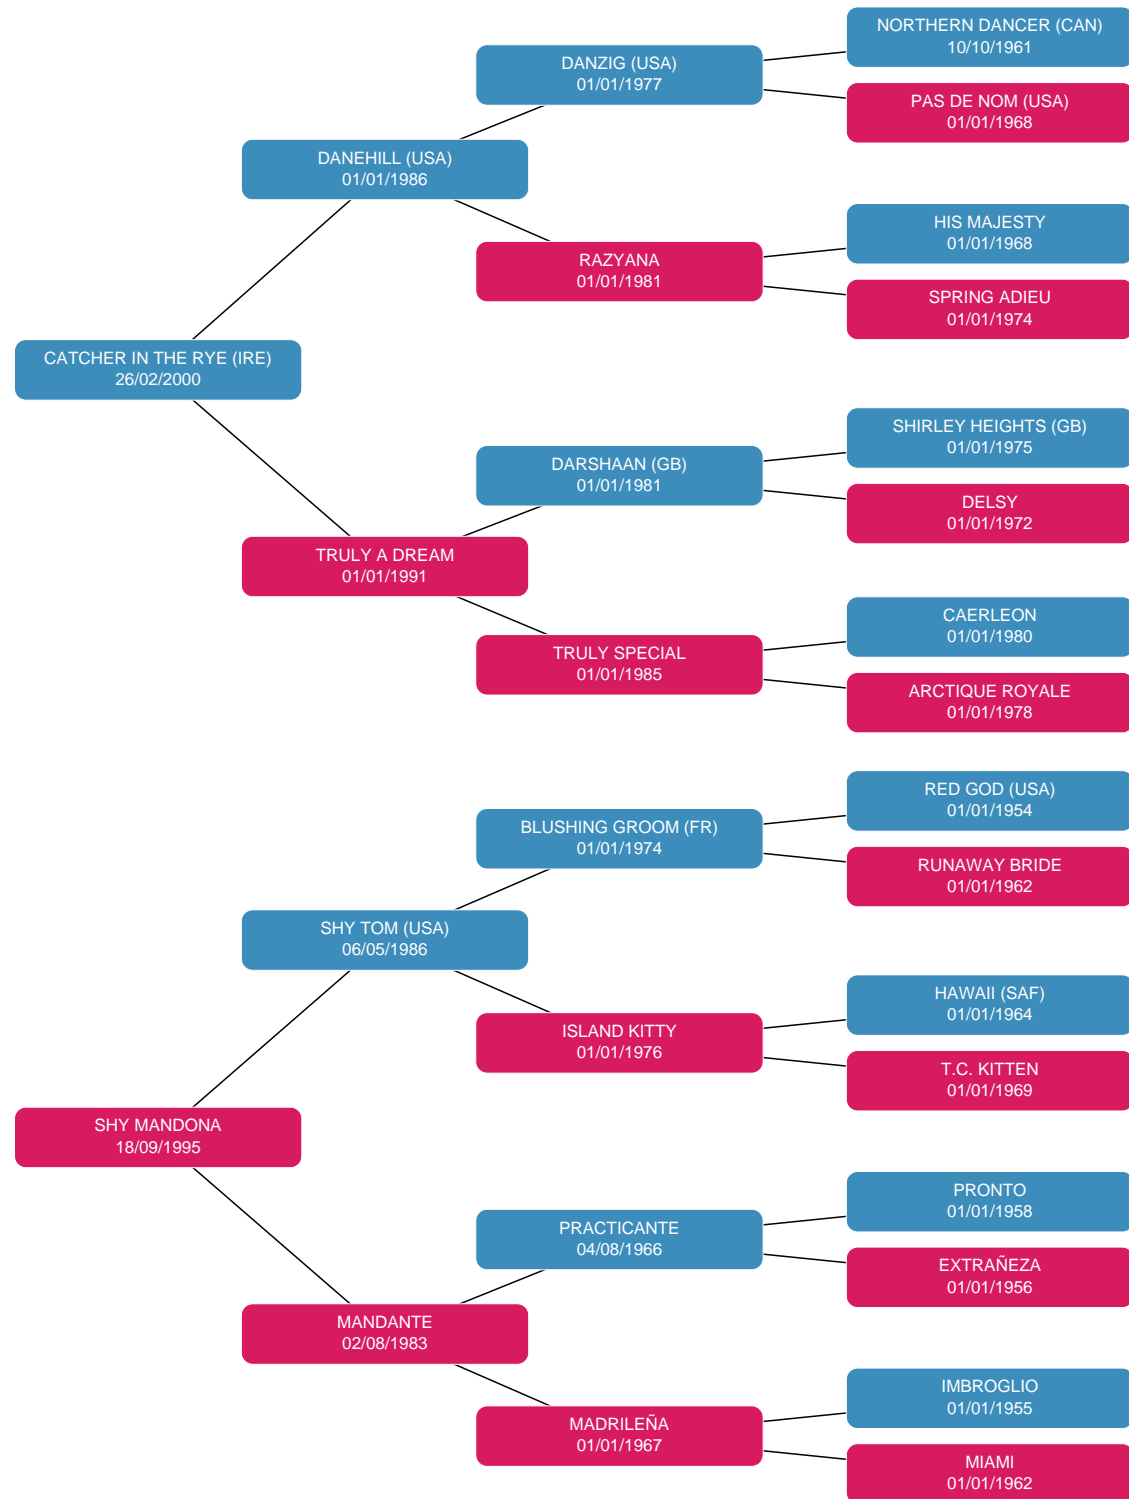 NORTHERN DANCER (CAN)
10/10/1961
DANZIG (USA)
01/01/1977
PAS DE NOM (USA)
01/01/1968
DANEHILL (USA)
01/01/1986
HIS MAJESTY
01/01/1968
RAZYANA
01/01/1981
SPRING ADIEU
01/01/1974
CATCHER IN THE RYE (IRE)
26/02/2000
SHIRLEY HEIGHTS (GB)
01/01/1975
DARSHAAN (GB)
01/01/1981
DELSY
01/01/1972
TRULY A DREAM
01/01/1991
CAERLEON
01/01/1980
TRULY SPECIAL
01/01/1985
ARCTIQUE ROYALE
01/01/1978
RED GOD (USA)
01/01/1954
BLUSHING GROOM (FR)
01/01/1974
RUNAWAY BRIDE
01/01/1962
SHY TOM (USA)
06/05/1986
HAWAII (SAF)
01/01/1964
ISLAND KITTY
01/01/1976
T.C. KITTEN
01/01/1969
SHY MANDONA
18/09/1995
PRONTO
01/01/1958
PRACTICANTE
04/08/1966
EXTRAÑEZA
01/01/1956
MANDANTE
02/08/1983
IMBROGLIO
01/01/1955
MADRILEÑA
01/01/1967
MIAMI
01/01/1962